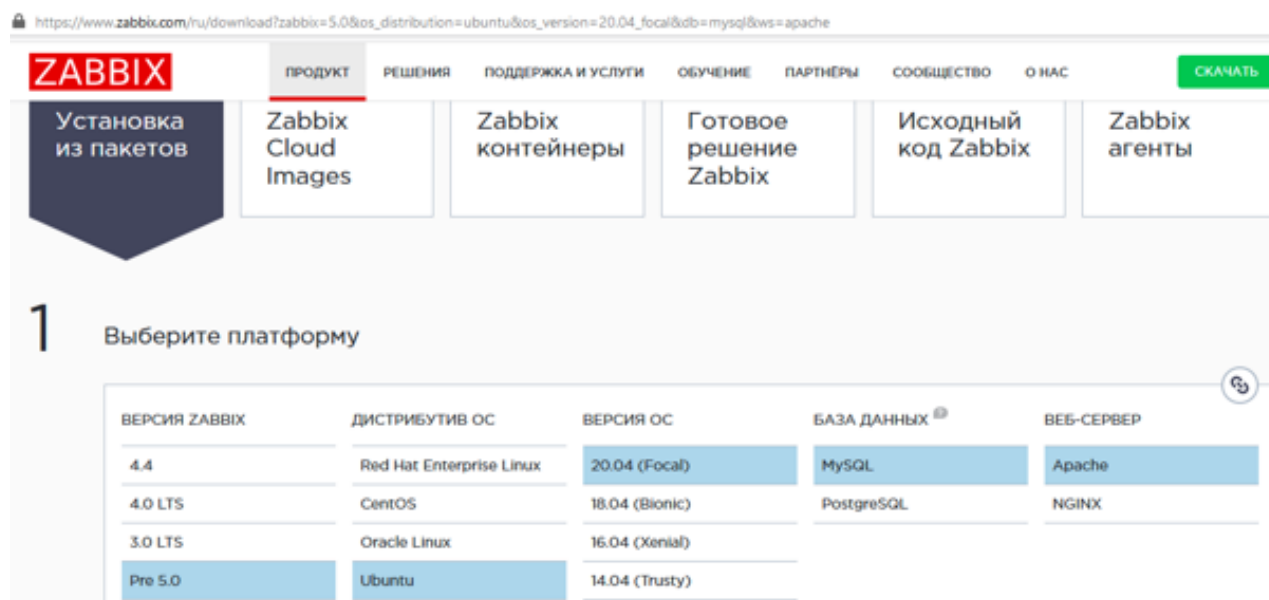 https://www.zabbix.com/ru/download?zabbix=5.0&os_distribution=ubuntu&os_version=20.04_focal&db=mysql&ws=apache
ZABBIX
ПРОДУКТ РЕШЕНИЯ ПОДДЕРЖКА И УСЛУГИ ОБУЧЕНИЕ ПАРТНЁРЫ СООБЩЕСТВО О НАС СКАЧАТЬ
Установка
из пакетов
Zabbix
Cloud
Images
Zabbix
контейнеры
Готовое
решение
Zabbix
Исходный
код Zabbix
Zabbix
агенты
1 Выберите платформу
ВЕРСИЯ ZABBIX ДИСТРИБУТИВ ОС ВЕРСИЯ ОС БАЗА ДАННЫХ ВЕБ-СЕРВЕР
4.4 Red Hat Enterprise Linux 20.04 (Focal) MySQL Apache
4.0 LTS CentOS 18.04 (Bionic) PostgreSQL NGINX
3.0 LTS Oracle Linux 16.04 (Xenial)
Pre 5.0 Ubuntu 14.04 (Trusty)